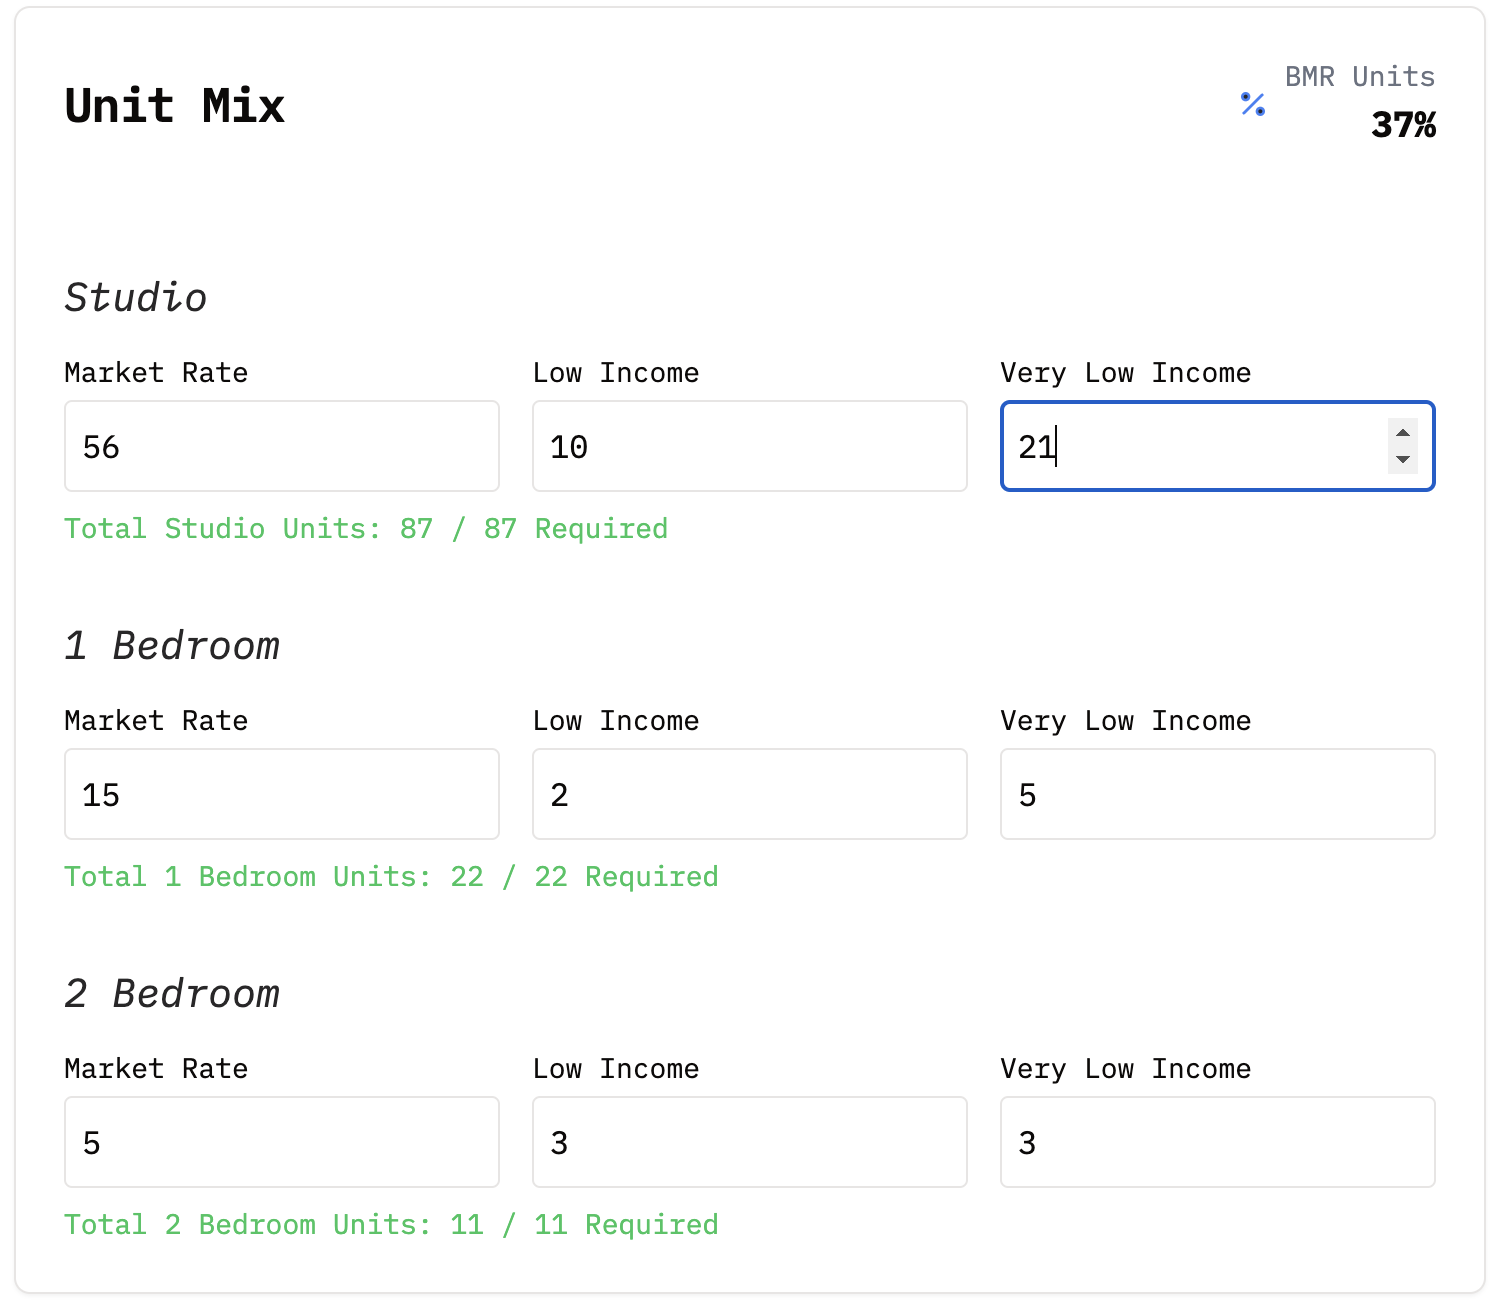 Unit Mix
BMR Units
37%
Studio
Market Rate Low Income Very Low Income
56 10 21
Total Studio Units: 87 / 87 Required
1 Bedroom
Market Rate Low Income Very Low Income
15 2 5
Total 1 Bedroom Units: 22 / 22 Required
2 Bedroom
Market Rate Low Income Very Low Income
5 3 3
Total 2 Bedroom Units: 11 / 11 Required